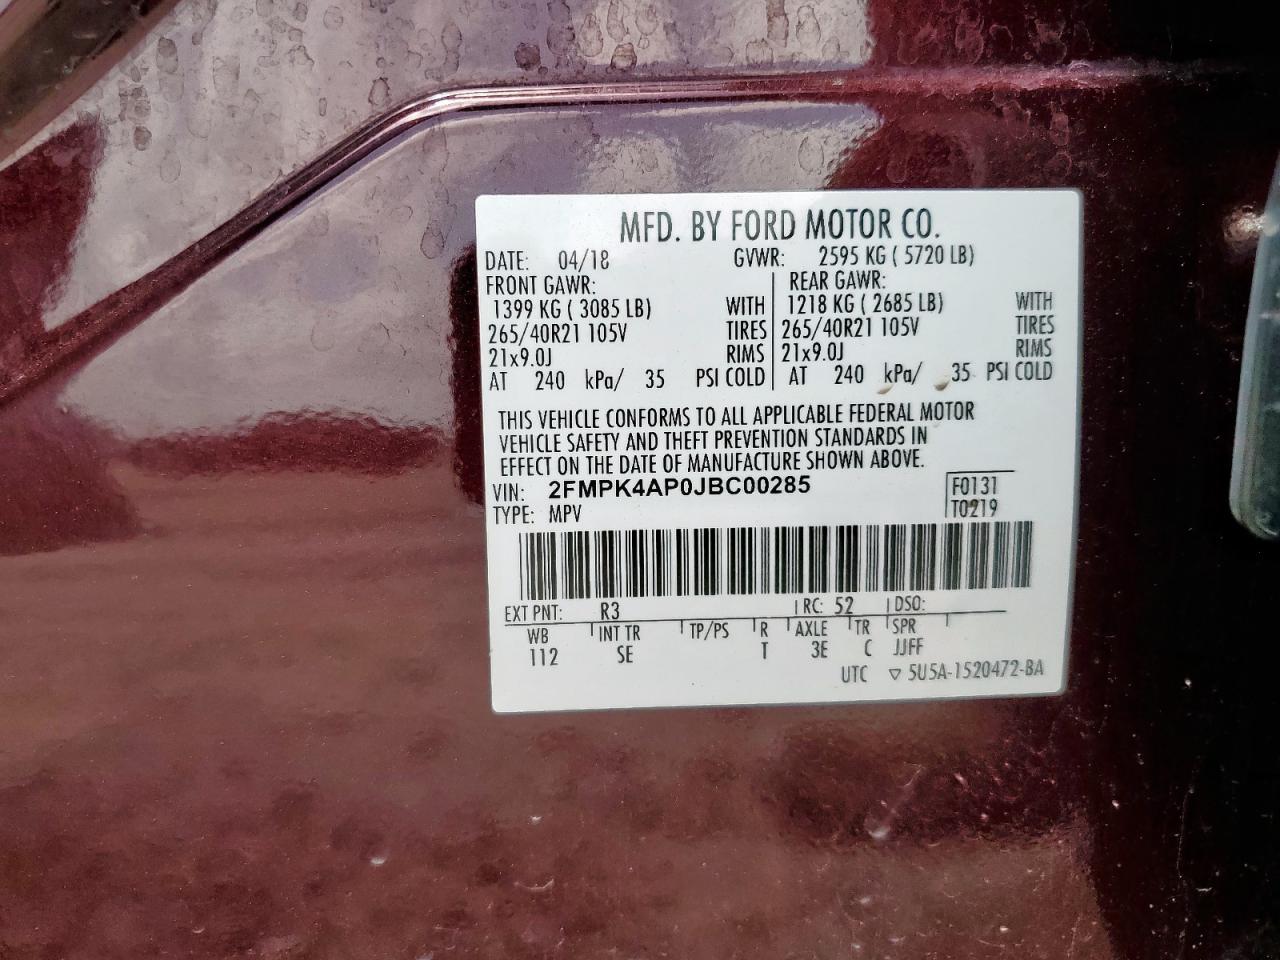 MFD. BY FORD MOTOR CO.
DATE: 04/18 GVWR: 2595 KG ( 5720 LB)
FRONT GAWR: REAR GAWR:
1399 KG ( 3085 LB) WITH 1218 KG ( 2685 LB) WITH
265/40R21 105V TIRES 265/40R21 105V TIRES
21x9.0J RIMS 21x9.0J RIMS
AT 240 kPa/ 35 PSI COLD AT 240 kPa/ 35 PSI COLD
THIS VEHICLE CONFORMS TO ALL APPLICABLE FEDERAL MOTOR
VEHICLE SAFETY AND THEFT PREVENTION STANDARDS IN
EFFECT ON THE DATE OF MANUFACTURE SHOWN ABOVE.
VIN: 2FMPK4AP0JBC00285 F0131
TYPE: MPV T0219
EXT PNT: R3 RC: 52 DSO:
WB INT TR TP/PS R AXLE TR SPR
112 SE T 3E C JJFF
UTC ▽ 5U5A-1520472-BA